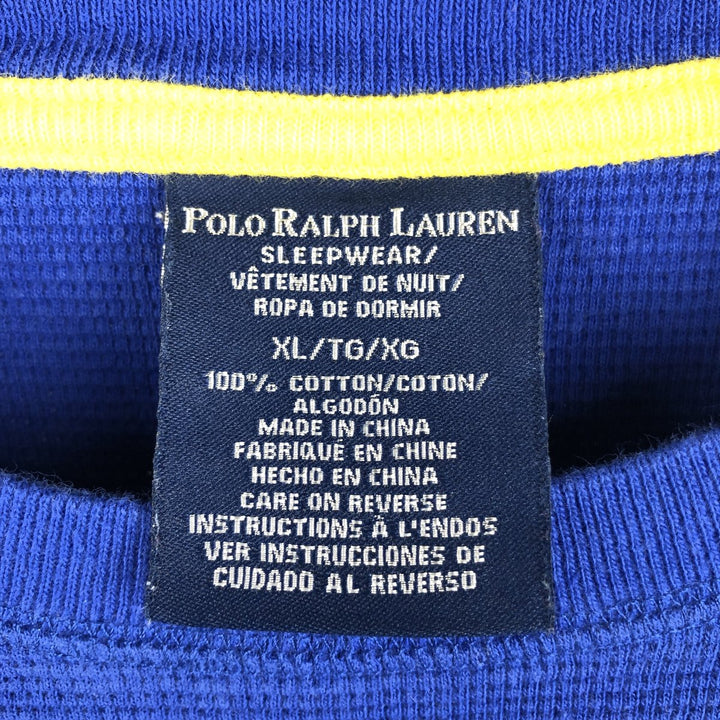 POLO RALPH LAUREN
SLEEPWEAR/
VÊTEMENT DE NUIT/
ROPA DE DORMIR
XL/TG/XG
100% COTTON/COTON/
ALGODÓN
MADE IN CHINA
FABRIQUÉ EN CHINE
HECHO EN CHINA
CARE ON REVERSE
INSTRUCTIONS À L'ENDOS
VER INSTRUCCIONES DE
CUIDADO AL REVERSO